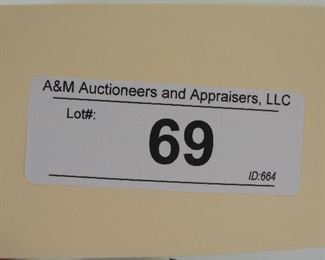 A&M Auctioneers and Appraisers, LLC
Lot#:
69
ID:664